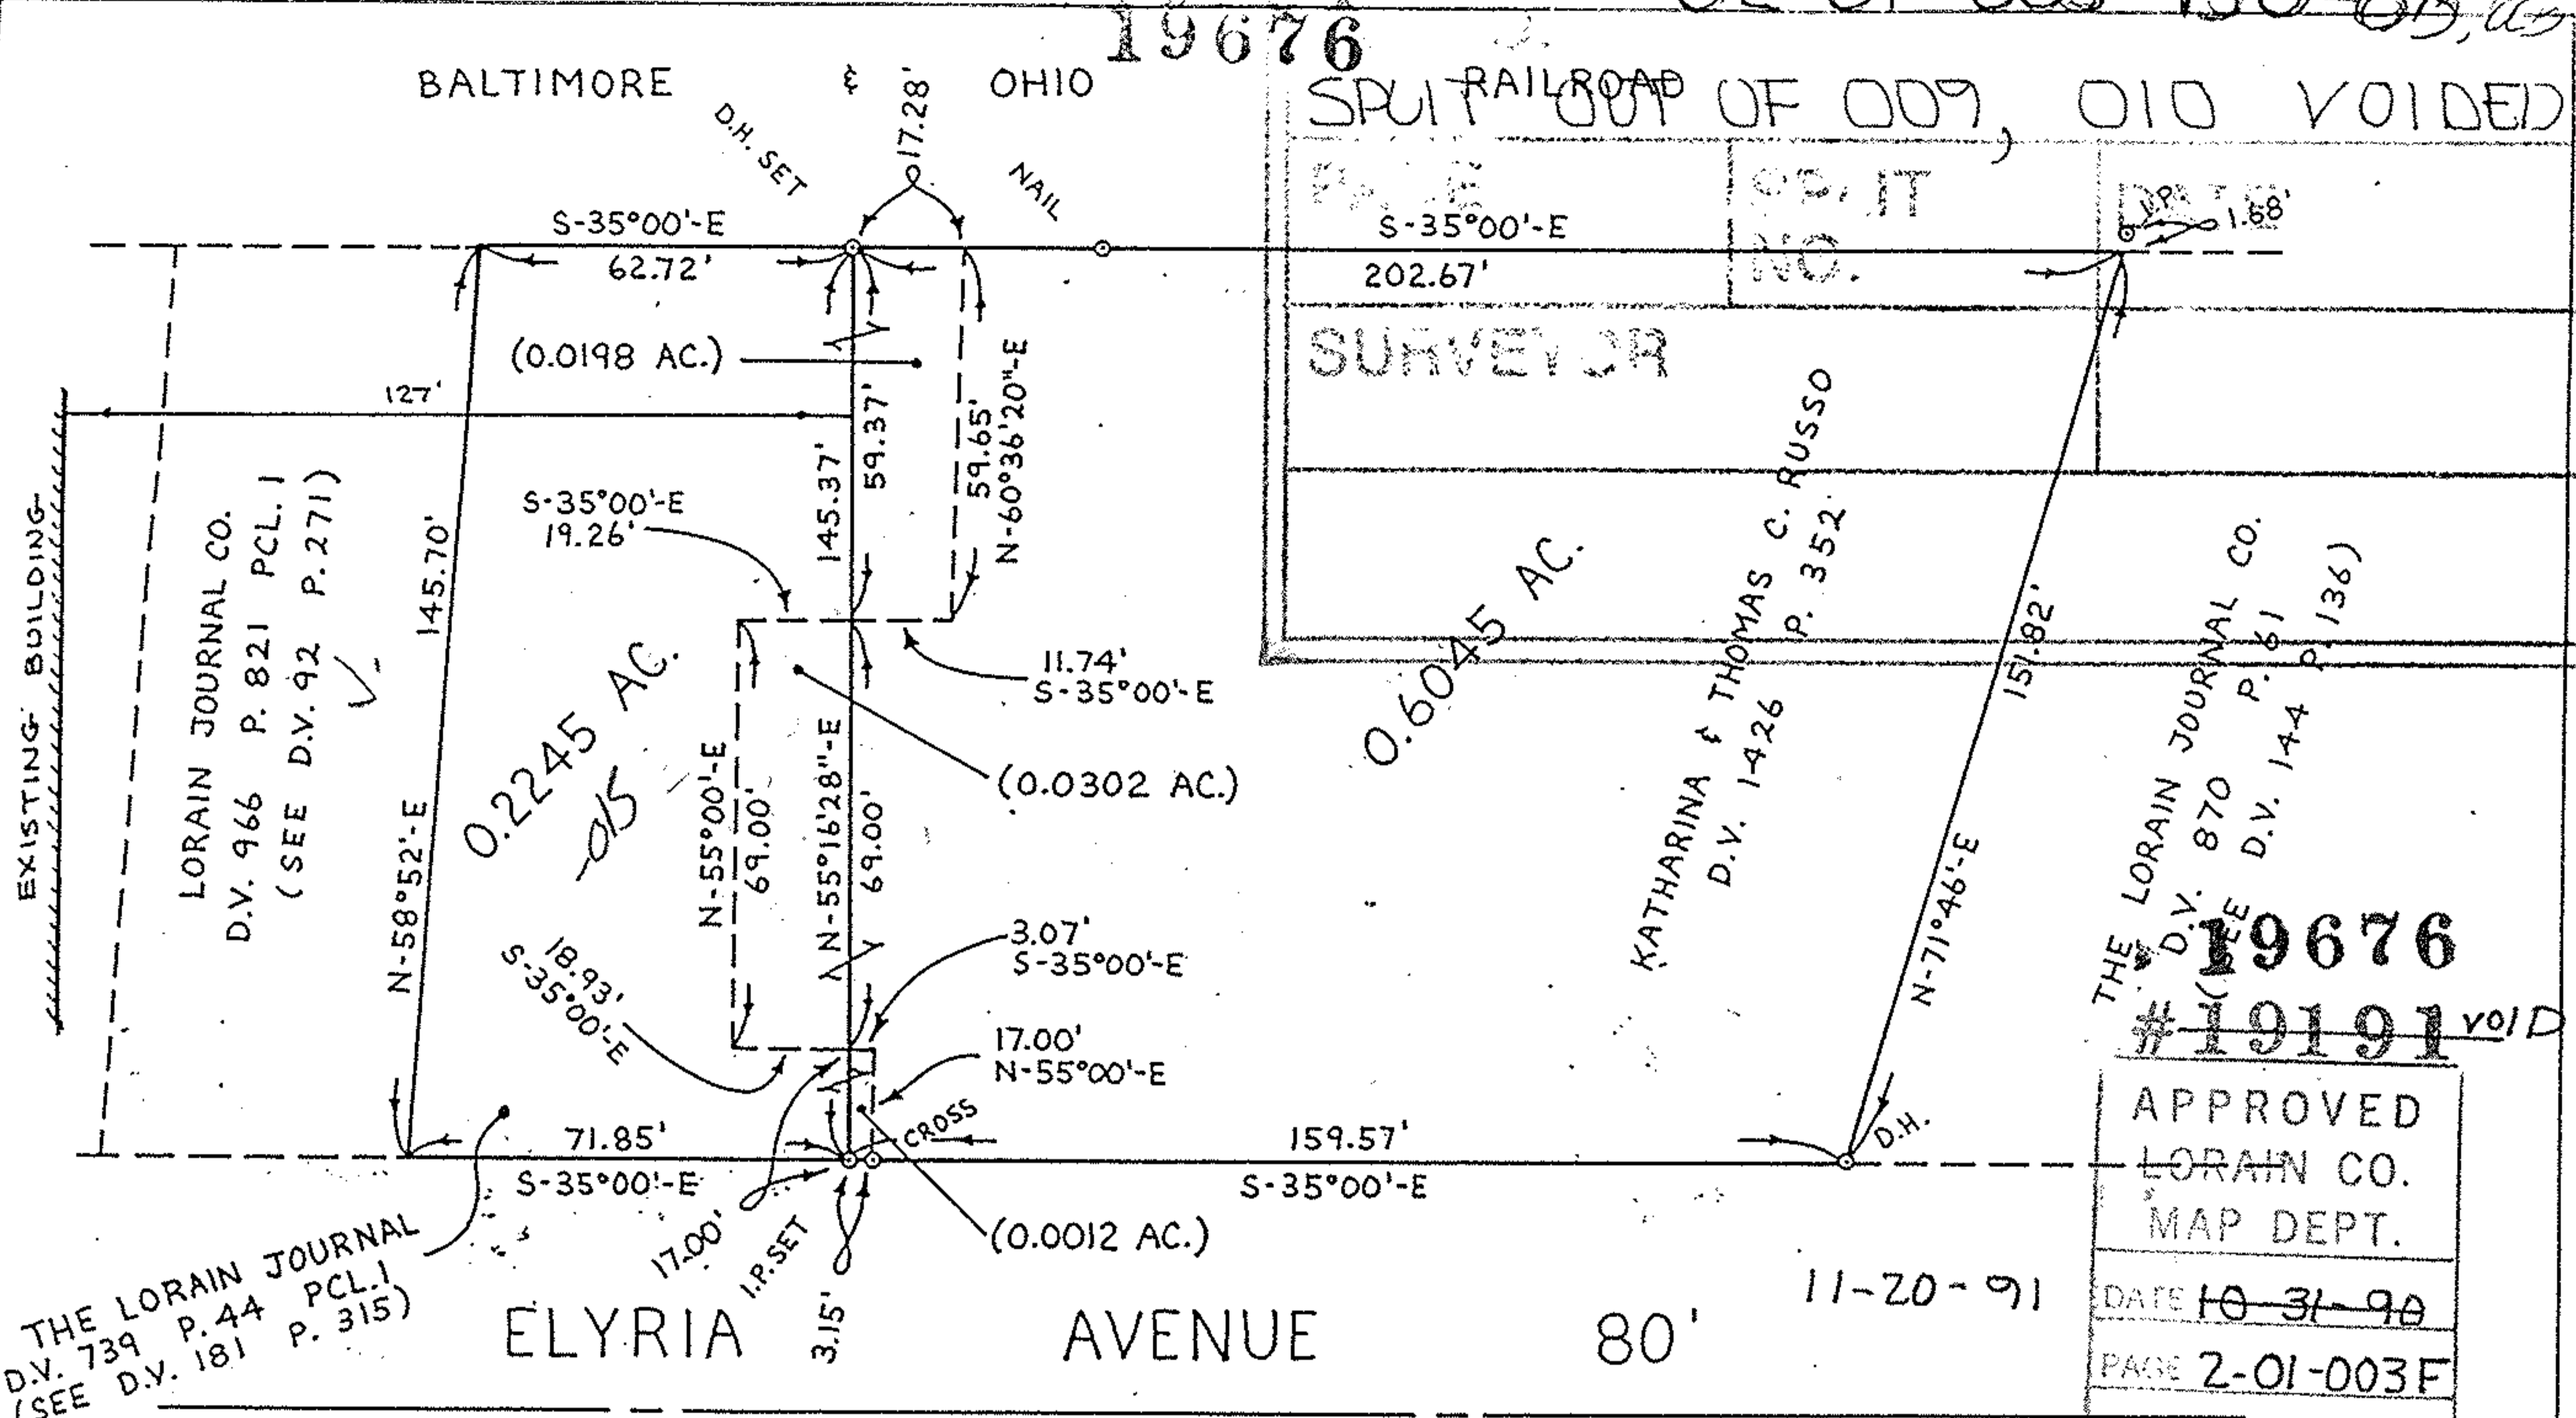 19676
BALTIMORE & OHIO RAILROAD
SPLIT OUT OF 009, 010 VOIDED
17.28'
D.H. SET
NAIL
SPLIT NO.
DATE
I.P.
1.68'
S-35°00'-E
62.72'
S-35°00'-E
202.67'
SURVEYOR
(0.0198 AC.)
127'
59.37'
145.37'
59.65'
N-60°36'20"-E
S-35°00'-E
19.26'
EXISTING BUILDING
LORAIN JOURNAL CO.
D.V. 966 P. 821 PCL. 1
(SEE D.V. 92 P. 271)
145.70'
N-58°52'-E
0.2245 AC.
-015
11.74'
S-35°00'-E
N-55°00'-E
69.00'
N-55°16'28"-E
69.00'
(0.0302 AC.)
0.6045 AC.
KATHARINA & THOMAS C. RUSSO
D.V. 1426 P. 352
151.82'
N-71°46'-E
THE LORAIN JOURNAL CO.
D.V. 870 P. 61
(SEE D.V. 144 P. 136)
18.93'
S-35°00'-E
3.07'
S-35°00'-E
17.00'
N-55°00'-E
19676
#19191 VOID
CROSS
71.85'
S-35°00'-E
159.57'
S-35°00'-E
D.H.
17.00'
I.P. SET
3.15'
(0.0012 AC.)
THE LORAIN JOURNAL
D.V. 739 P. 44 PCL. 1
(SEE D.V. 181 P. 315)
ELYRIA AVENUE 80'
11-20-91
APPROVED
LORAIN CO.
MAP DEPT.
DATE 10-31-90
PAGE 2-01-003F